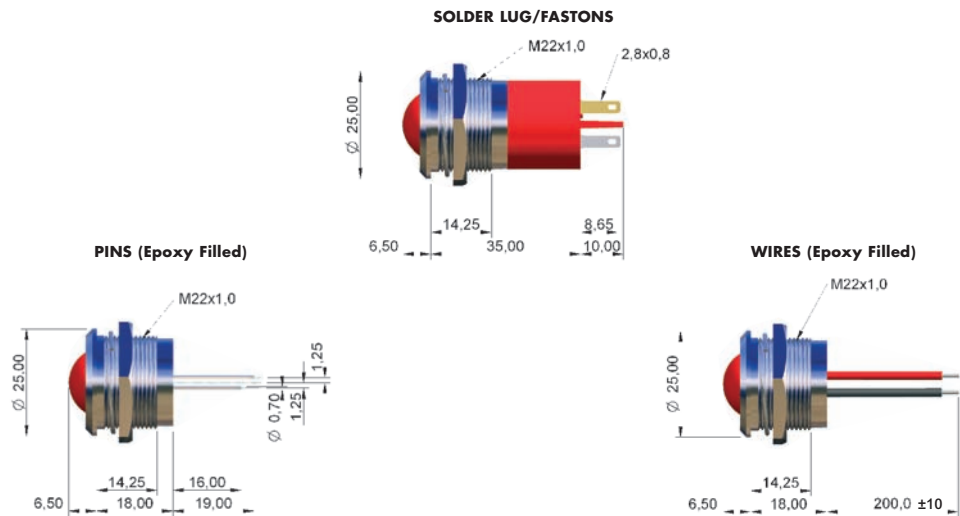 SOLDER LUG/FASTONS
M22x1,0
2,8x0,8
Ø 25,00
14,25
8,65
6,50
35,00
10,00
PINS (Epoxy Filled)
M22x1,0
Ø 25,00
1,25
Ø 0,70
1,25
14,25
16,00
6,50
18,00
19,00
WIRES (Epoxy Filled)
M22x1,0
Ø 25,00
14,25
6,50
18,00
200,0 ±10